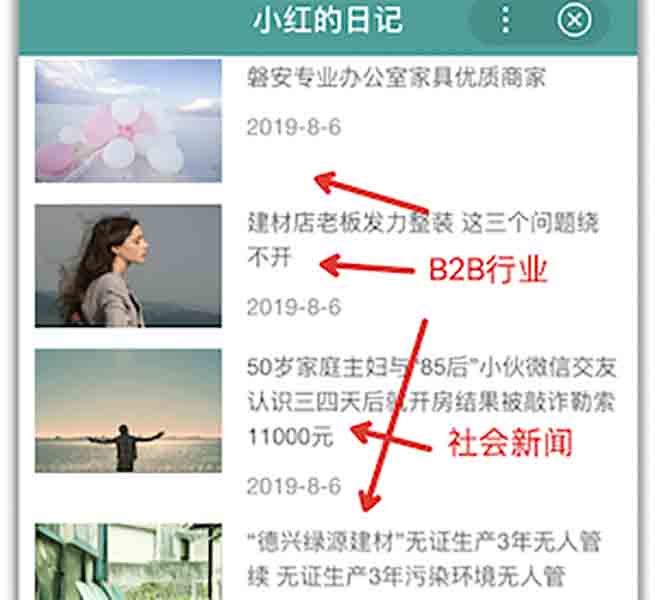 小红的日记
磐安专业办公室家具优质商家
2019-8-6
建材店老板发力整装 这三个问题绕
不开
B2B行业
2019-8-6
50岁家庭主妇与“85后”小伙微信交友
认识三四天后就开房结果被敲诈勒索
11000元
社会新闻
2019-8-6
“德兴绿源建材”无证生产3年无人管
续 无证生产3年污染环境无人管